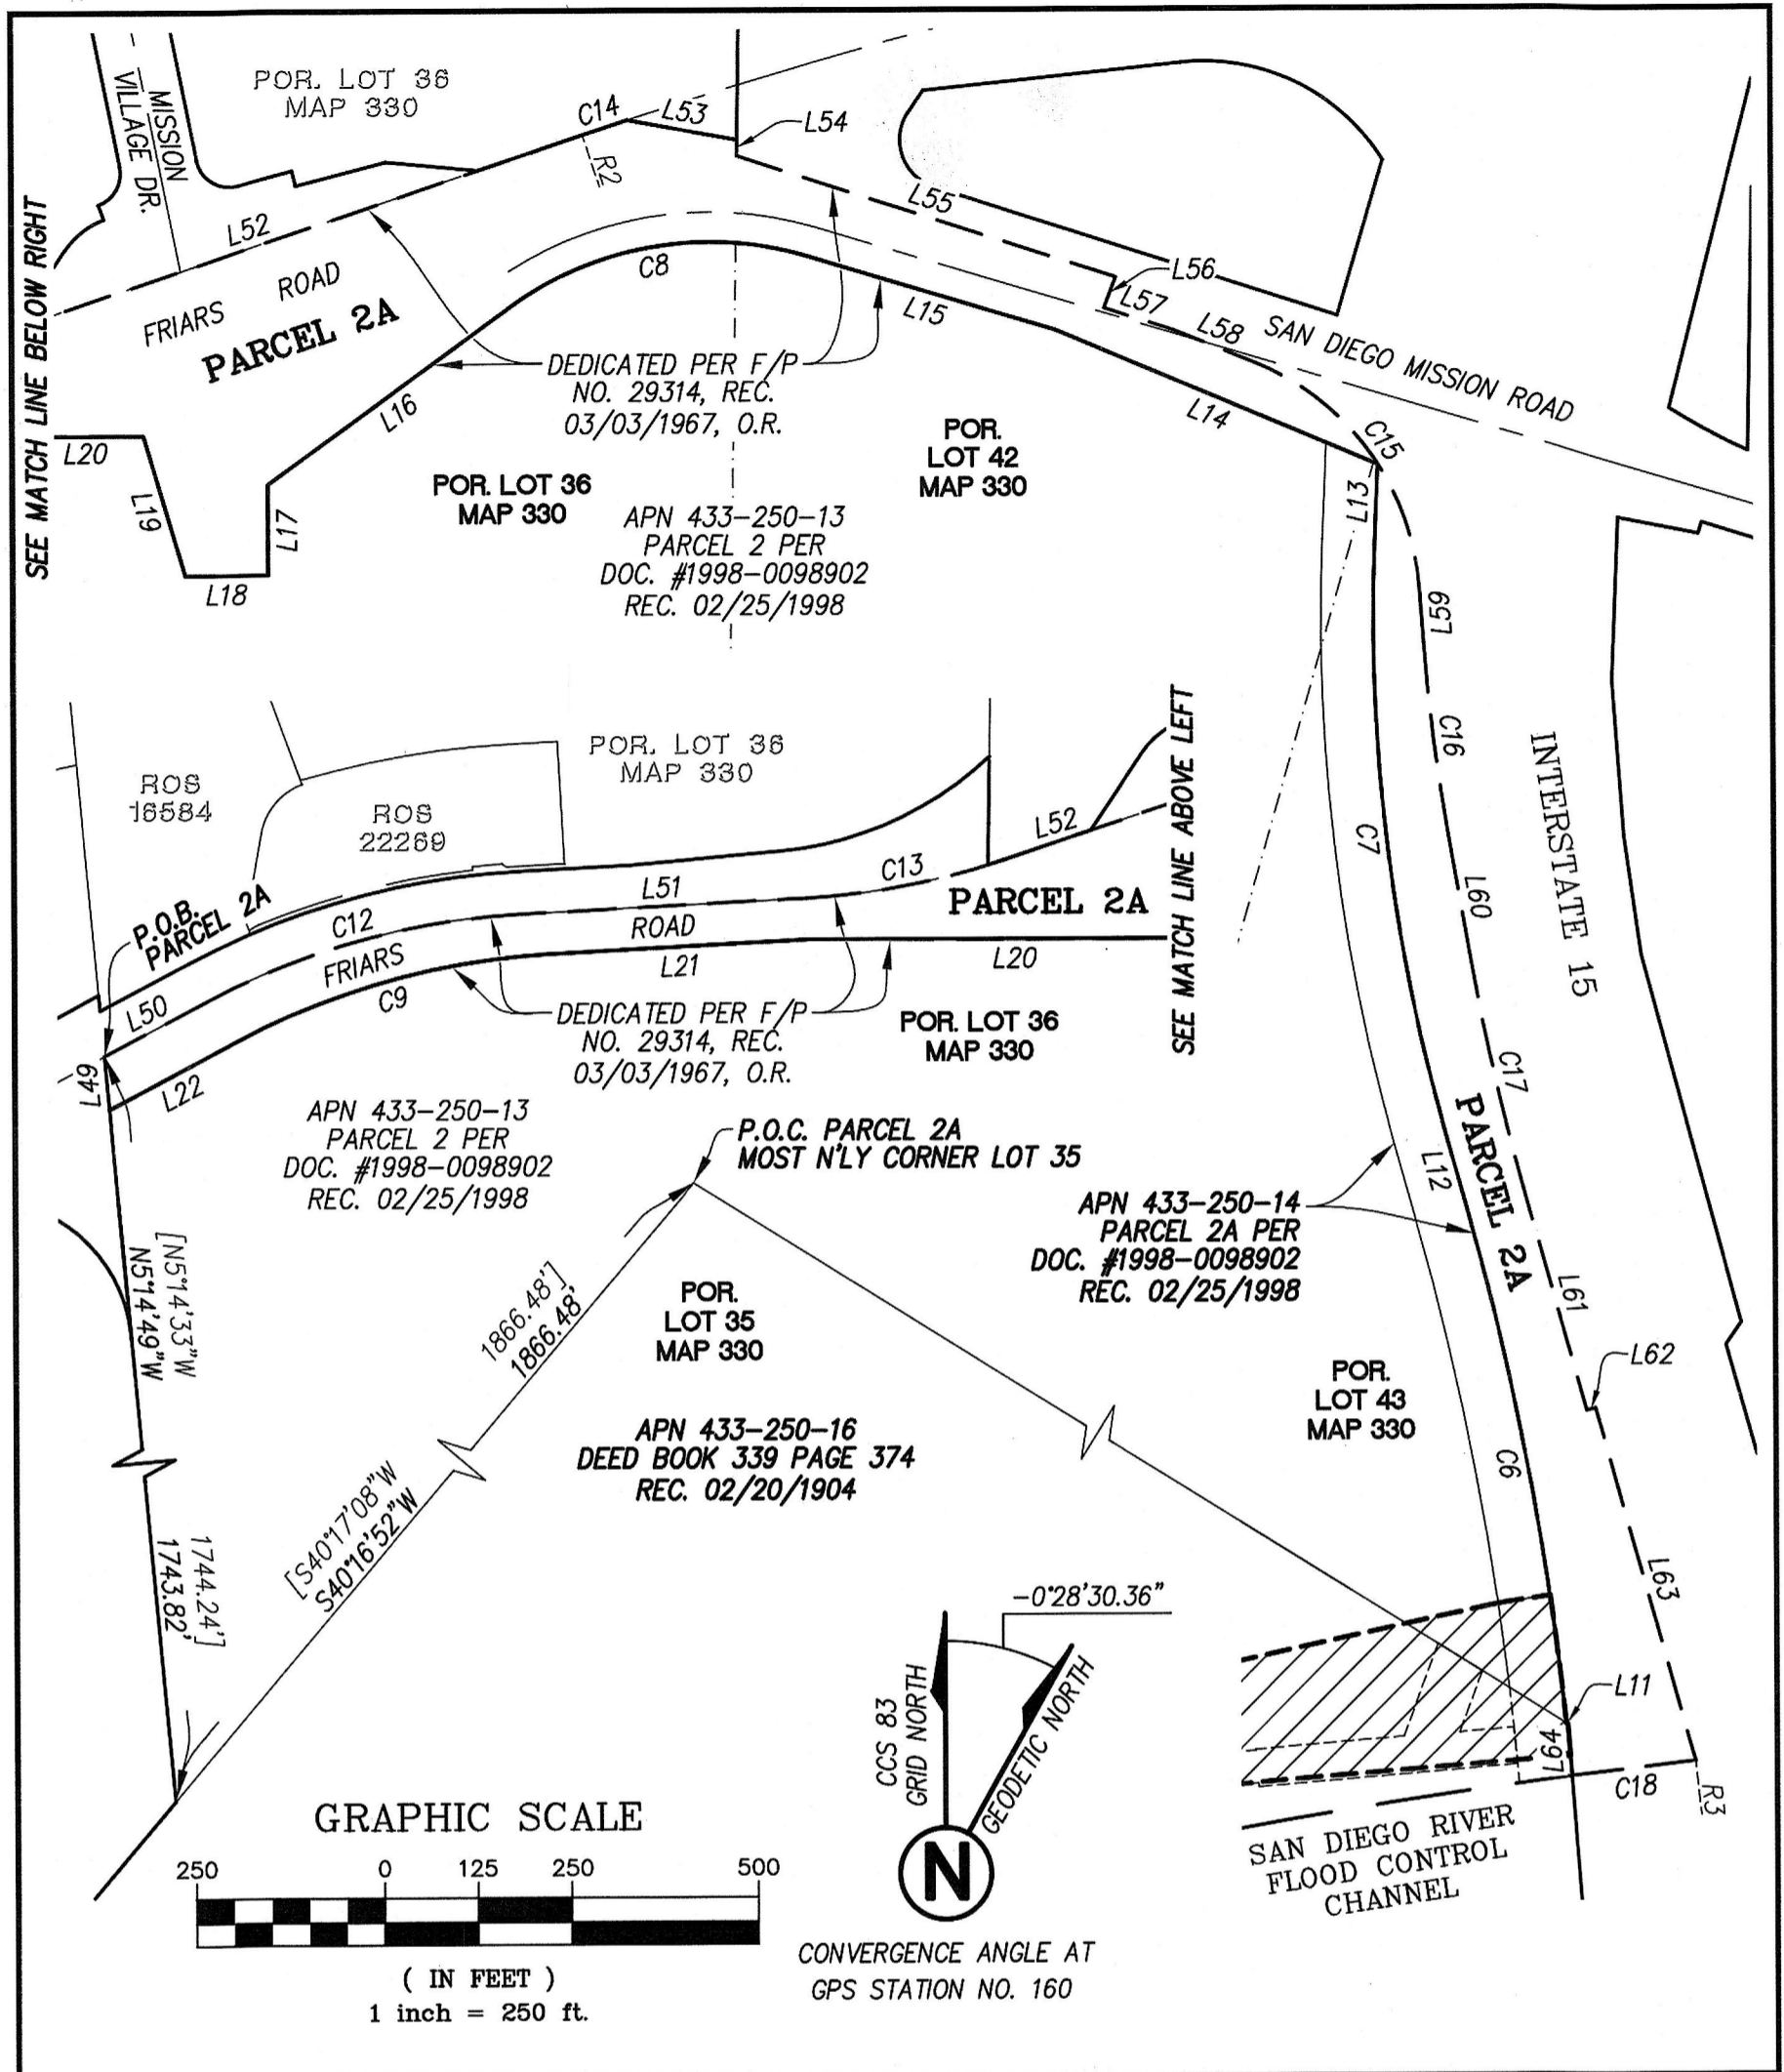 POR. LOT 36
MAP 330
MISSION
VILLAGE DR.
C14
L53
L54
R2
L55
L52
SEE MATCH LINE BELOW RIGHT
FRIARS ROAD
PARCEL 2A
C8
L15
L56
L57
L58
SAN DIEGO MISSION ROAD
DEDICATED PER F/P
NO. 29314, REC.
03/03/1967, O.R.
L16
L14
C15
L20
L19
L17
L18
POR. LOT 36
MAP 330
POR.
LOT 42
MAP 330
L13
APN 433-250-13
PARCEL 2 PER
DOC. #1998-0098902
REC. 02/25/1998
L59
C16
INTERSTATE 15
SEE MATCH LINE ABOVE LEFT
POR. LOT 36
MAP 330
ROS
16584
ROS
22269
L52
C13
L51
C7
L60
P.O.B.
PARCEL 2A
C12
FRIARS
ROAD
PARCEL 2A
L20
L21
L50
C9
L49
L22
DEDICATED PER F/P
NO. 29314, REC.
03/03/1967, O.R.
POR. LOT 36
MAP 330
C17
PARCEL 2A
L12
APN 433-250-13
PARCEL 2 PER
DOC. #1998-0098902
REC. 02/25/1998
P.O.C. PARCEL 2A
MOST N'LY CORNER LOT 35
APN 433-250-14
PARCEL 2A PER
DOC. #1998-0098902
REC. 02/25/1998
L61
L62
[N5°14'33"W
N5°14'49"W
1866.48']
1866.48'
POR.
LOT 35
MAP 330
POR.
LOT 43
MAP 330
APN 433-250-16
DEED BOOK 339 PAGE 374
REC. 02/20/1904
C6
[S40°17'08"W
S40°16'52"W
1744.24']
1743.82'
L63
-0°28'30.36"
CCS 83
GRID NORTH
GEODETIC NORTH
N
L11
L64
C18
R3
SAN DIEGO RIVER
FLOOD CONTROL
CHANNEL
GRAPHIC SCALE
250 0 125 250 500
( IN FEET )
1 inch = 250 ft.
CONVERGENCE ANGLE AT
GPS STATION NO. 160